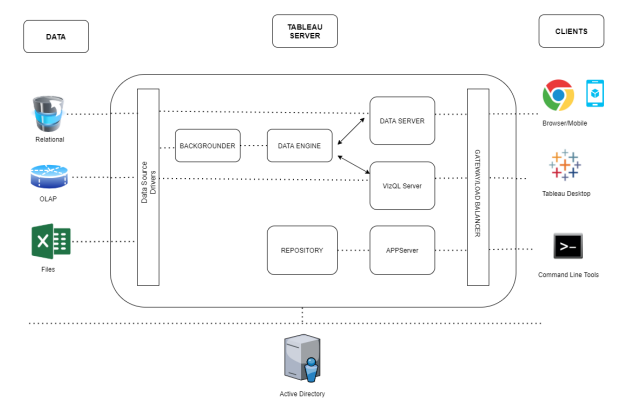 DATA
TABLEAU
SERVER
CLIENTS
Relational
OLAP
Files
Data Source
Drivers
BACKGROUNDER
DATA ENGINE
DATA SERVER
VizQL Server
REPOSITORY
APPServer
GATEWAY/LOAD BALANCER
Browser/Mobile
Tableau Desktop
>-
Command Line Tools
Active Directory